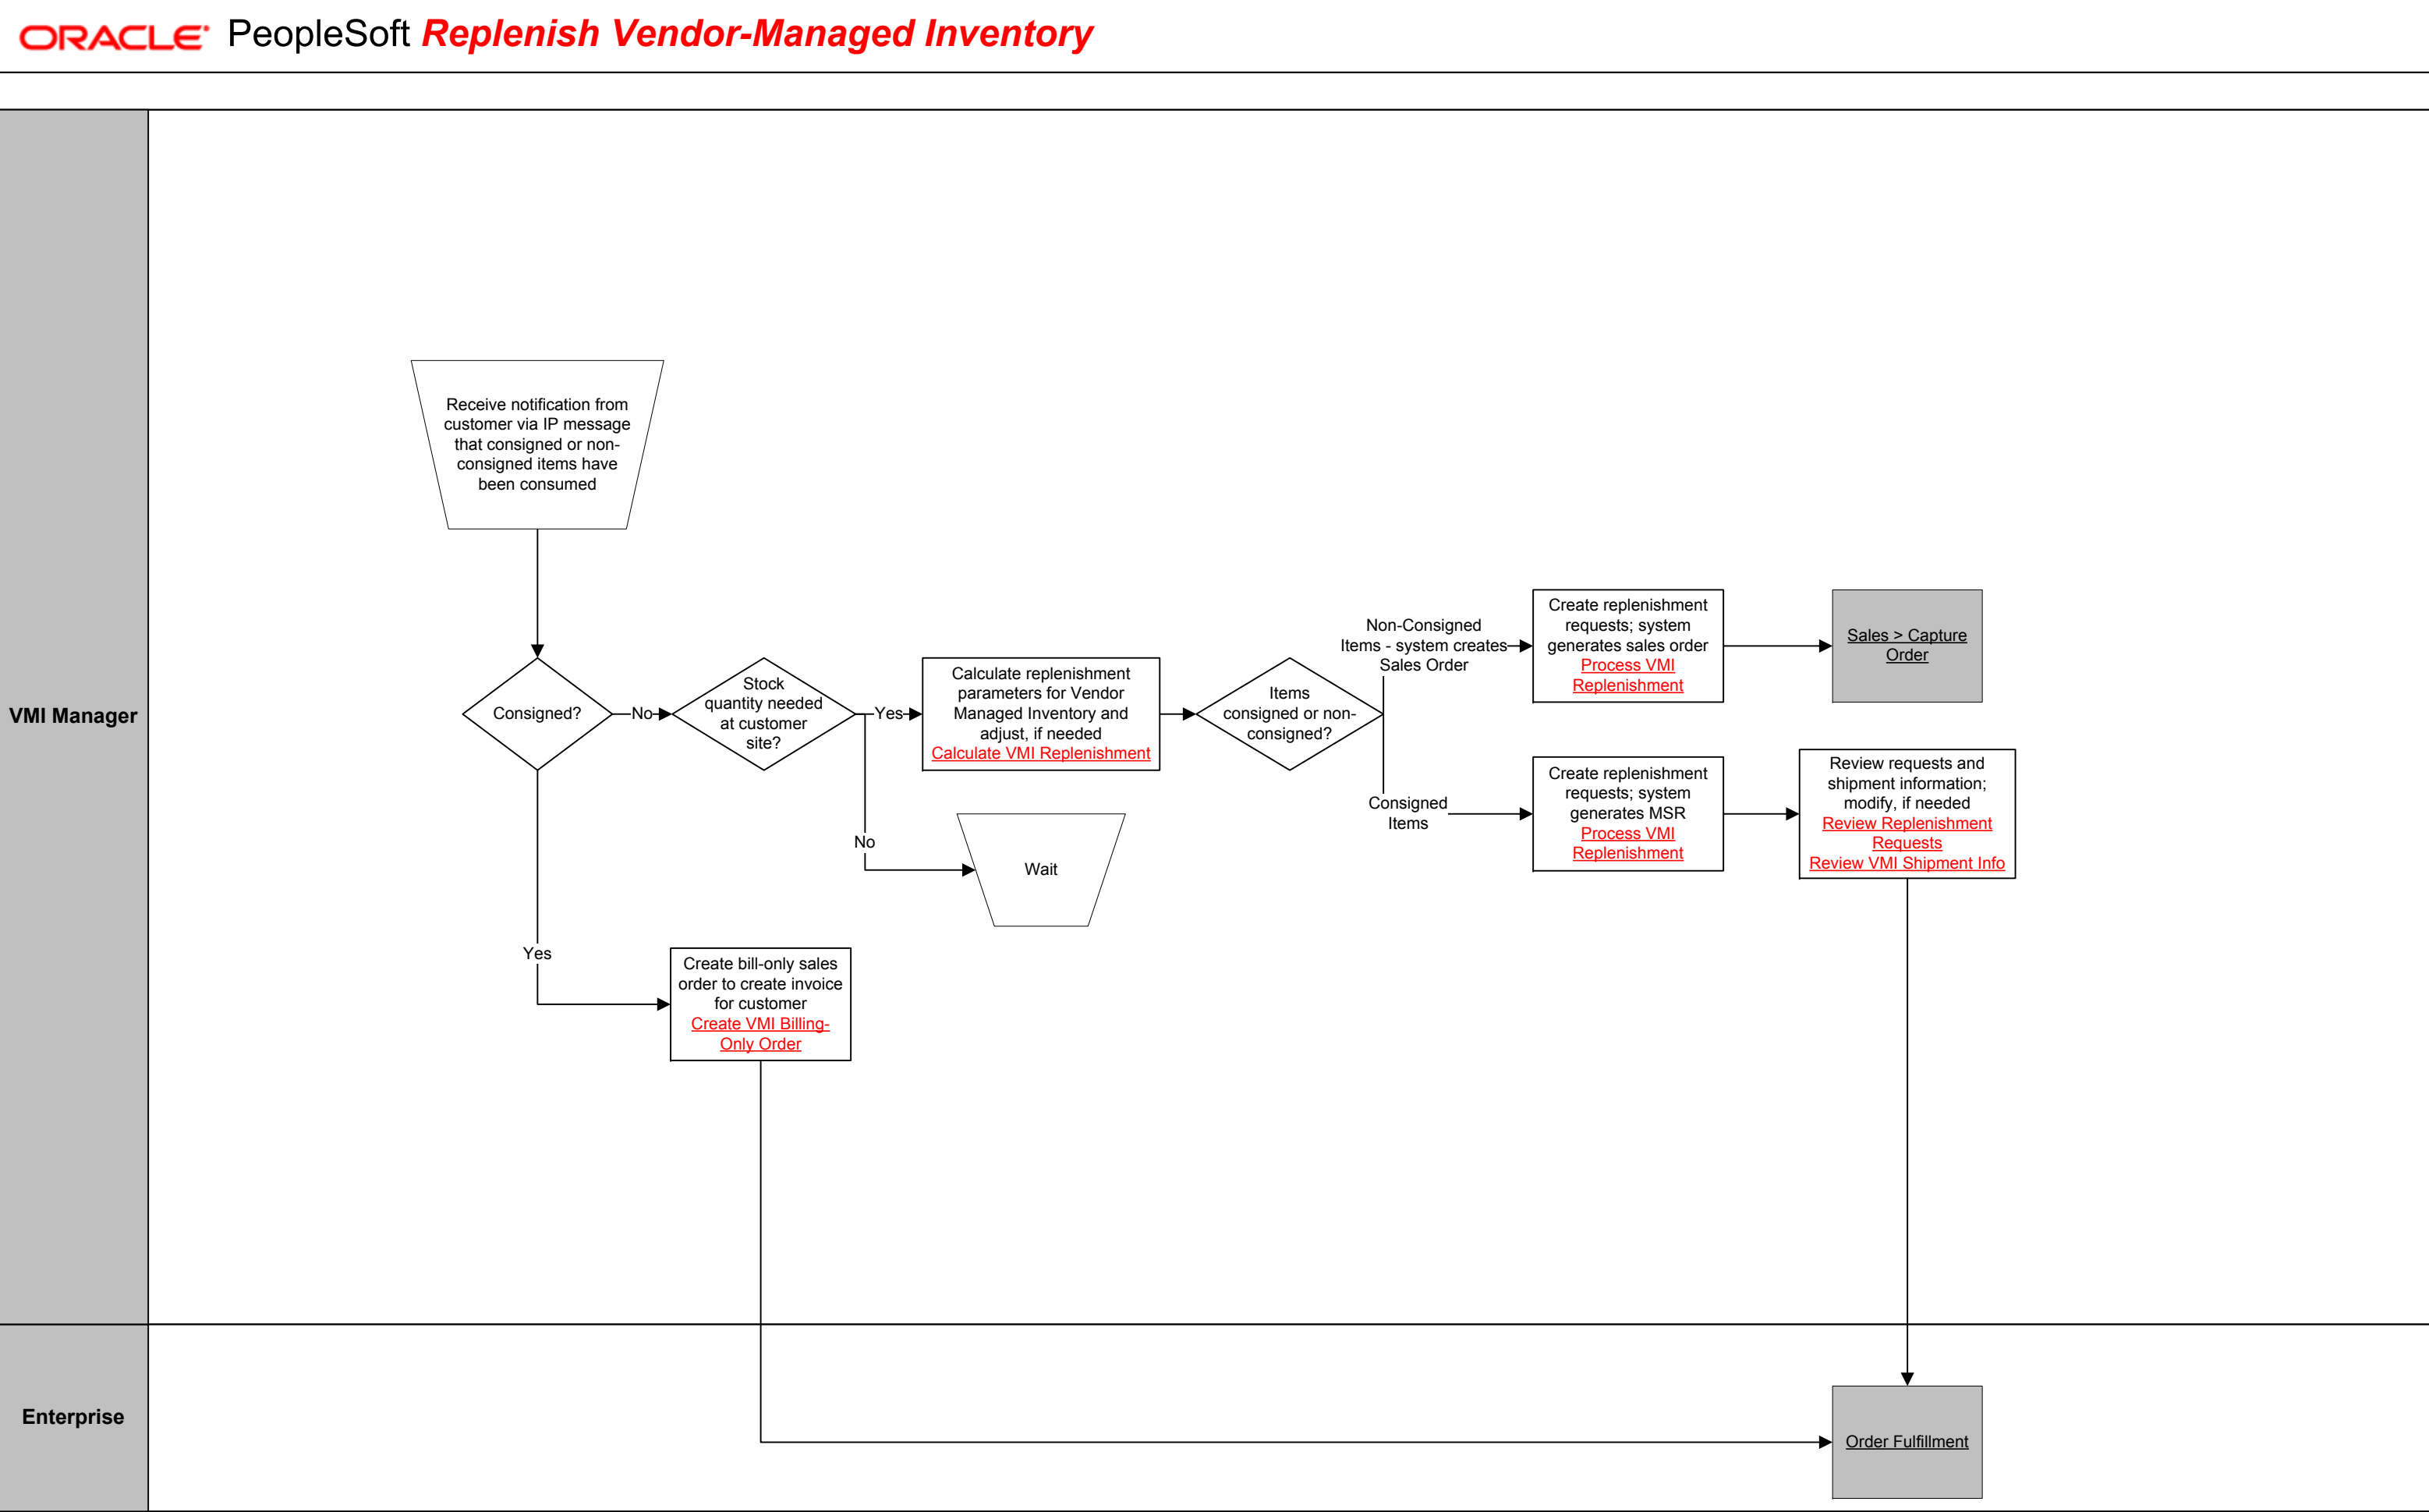 ORACLE PeopleSoft Replenish Vendor-Managed Inventory
VMI Manager
Receive notification from
customer via IP message
that consigned or non-
consigned items have
been consumed
Consigned?
No
Stock
quantity needed
at customer
site?
Yes
Calculate replenishment
parameters for Vendor
Managed Inventory and
adjust, if needed
Calculate VMI Replenishment
Items
consigned or non-
consigned?
Non-Consigned
Items - system creates
Sales Order
Create replenishment
requests; system
generates sales order
Process VMI
Replenishment
Sales > Capture
Order
Consigned
Items
Create replenishment
requests; system
generates MSR
Process VMI
Replenishment
Review requests and
shipment information;
modify, if needed
Review Replenishment
Requests
Review VMI Shipment Info
No
Wait
Yes
Create bill-only sales
order to create invoice
for customer
Create VMI Billing-
Only Order
Enterprise
Order Fulfillment